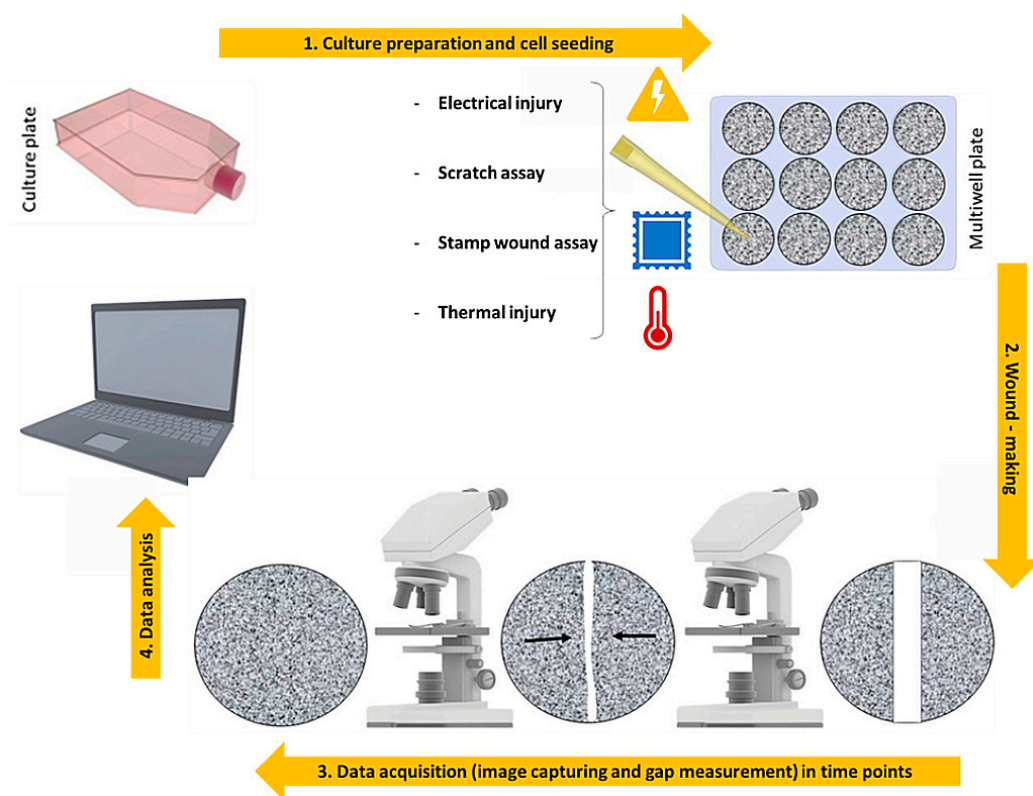 1. Culture preparation and cell seeding
Culture plate
- Electrical injury
- Scratch assay
- Stamp wound assay
- Thermal injury
Multiwell plate
2. Wound - making
3. Data acquisition (image capturing and gap measurement) in time points
4. Data analysis